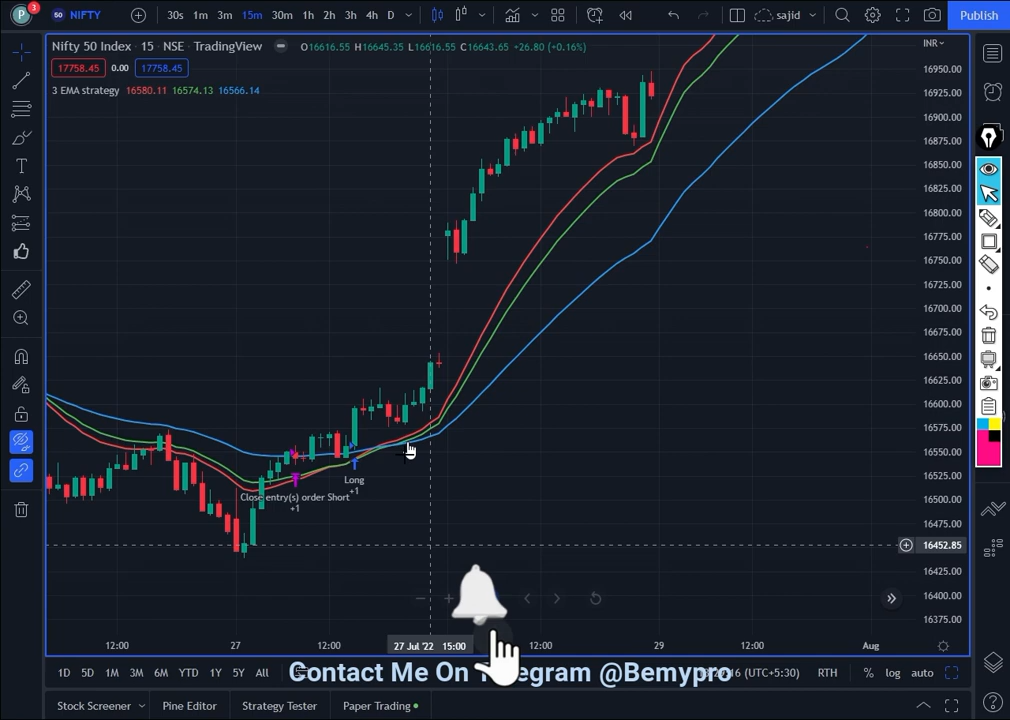 P 3 50 NIFTY 30s 1m 3m 15m 30m 1h 2h 3h 4h D sajid Publish
Nifty 50 Index · 15 · NSE · TradingView O16616.55 H16645.35 L16616.55 C16643.65 +26.80 (+0.16%) INR
17758.45 0.00 17758.45
3 EMA strategy 16580.11 16574.13 16566.14
16950.00
16925.00
16900.00
16875.00
16850.00
16825.00
16800.00
16775.00
16750.00
16725.00
16700.00
16675.00
16650.00
16625.00
16600.00
16575.00
16550.00
16525.00
16500.00
16475.00
16452.85
16425.00
16400.00
16375.00
Long
+1
Close entry(s) order Short
+1
12:00 27 12:00 27 Jul '22 15:00 12:00 29 12:00 Aug
1D 5D 1M 3M 6M YTD 1Y 5Y All (UTC+5:30) RTH % log auto
Contact Me On Telegram @Bemypro
Stock Screener Pine Editor Strategy Tester Paper Trading